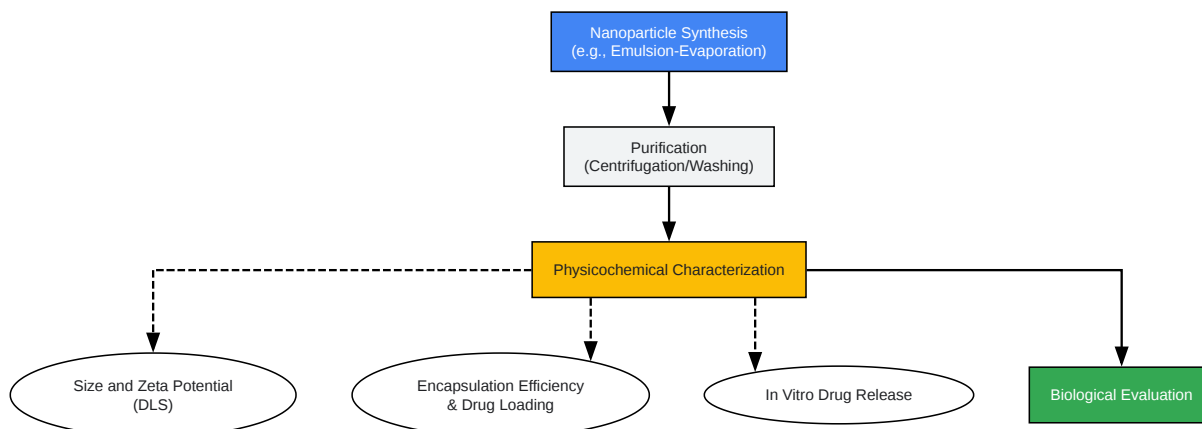 Nanoparticle Synthesis
(e.g., Emulsion-Evaporation)
Purification
(Centrifugation/Washing)
Physicochemical Characterization
Size and Zeta Potential
(DLS)
Encapsulation Efficiency
& Drug Loading
In Vitro Drug Release
Biological Evaluation